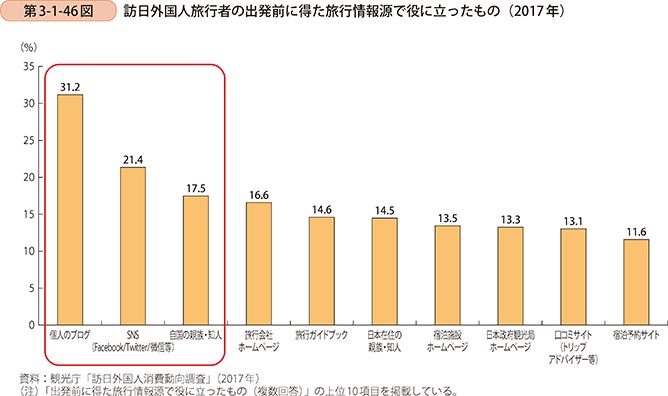 第3-1-46図 訪日外国人旅行者の出発前に得た旅行情報源で役に立ったもの（2017年）
（%）
35
30
25
20
15
10
5
0
31.2
21.4
17.5
16.6
14.6
14.5
13.5
13.3
13.1
11.6
個人のブログ
SNS
（Facebook/Twitter/微信等）
自国の親族・知人
旅行会社
ホームページ
旅行ガイドブック
日本在住の
親族・知人
宿泊施設
ホームページ
日本政府観光局
ホームページ
口コミサイト
（トリップ
アドバイザー等）
宿泊予約サイト
資料：観光庁「訪日外国人消費動向調査」（2017年）
（注）「出発前に得た旅行情報源で役に立ったもの（複数回答）」の上位10項目を掲載している。